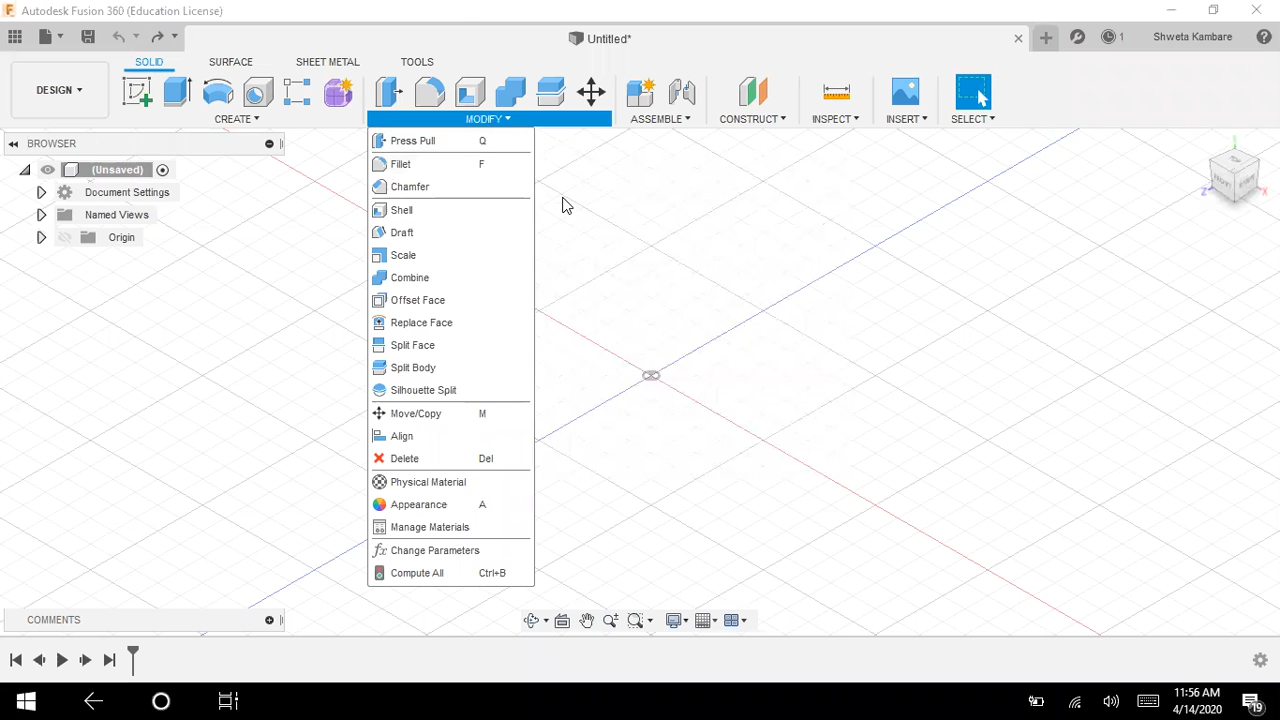 Autodesk Fusion 360 (Education License)
Untitled*
1
Shweta Kambare
DESIGN
SOLID
SURFACE
SHEET METAL
TOOLS
CREATE
MODIFY
ASSEMBLE
CONSTRUCT
INSPECT
INSERT
SELECT
BROWSER
(Unsaved)
Document Settings
Named Views
Origin
Press Pull Q
Fillet F
Chamfer
Shell
Draft
Scale
Combine
Offset Face
Replace Face
Split Face
Split Body
Silhouette Split
Move/Copy M
Align
Delete Del
Physical Material
Appearance A
Manage Materials
fx Change Parameters
Compute All Ctrl+B
Z
X
COMMENTS
11:56 AM
4/14/2020
19